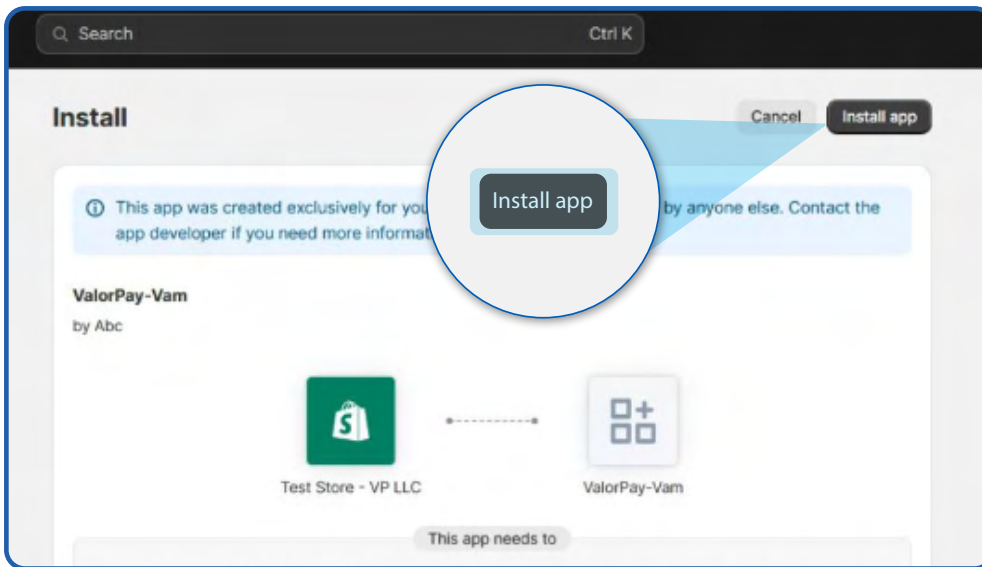 Search
Ctrl K
Install
Cancel
Install app
Install app
This app was created exclusively for you by anyone else. Contact the
app developer if you need more informat
ValorPay-Vam
by Abc
Test Store - VP LLC
ValorPay-Vam
This app needs to